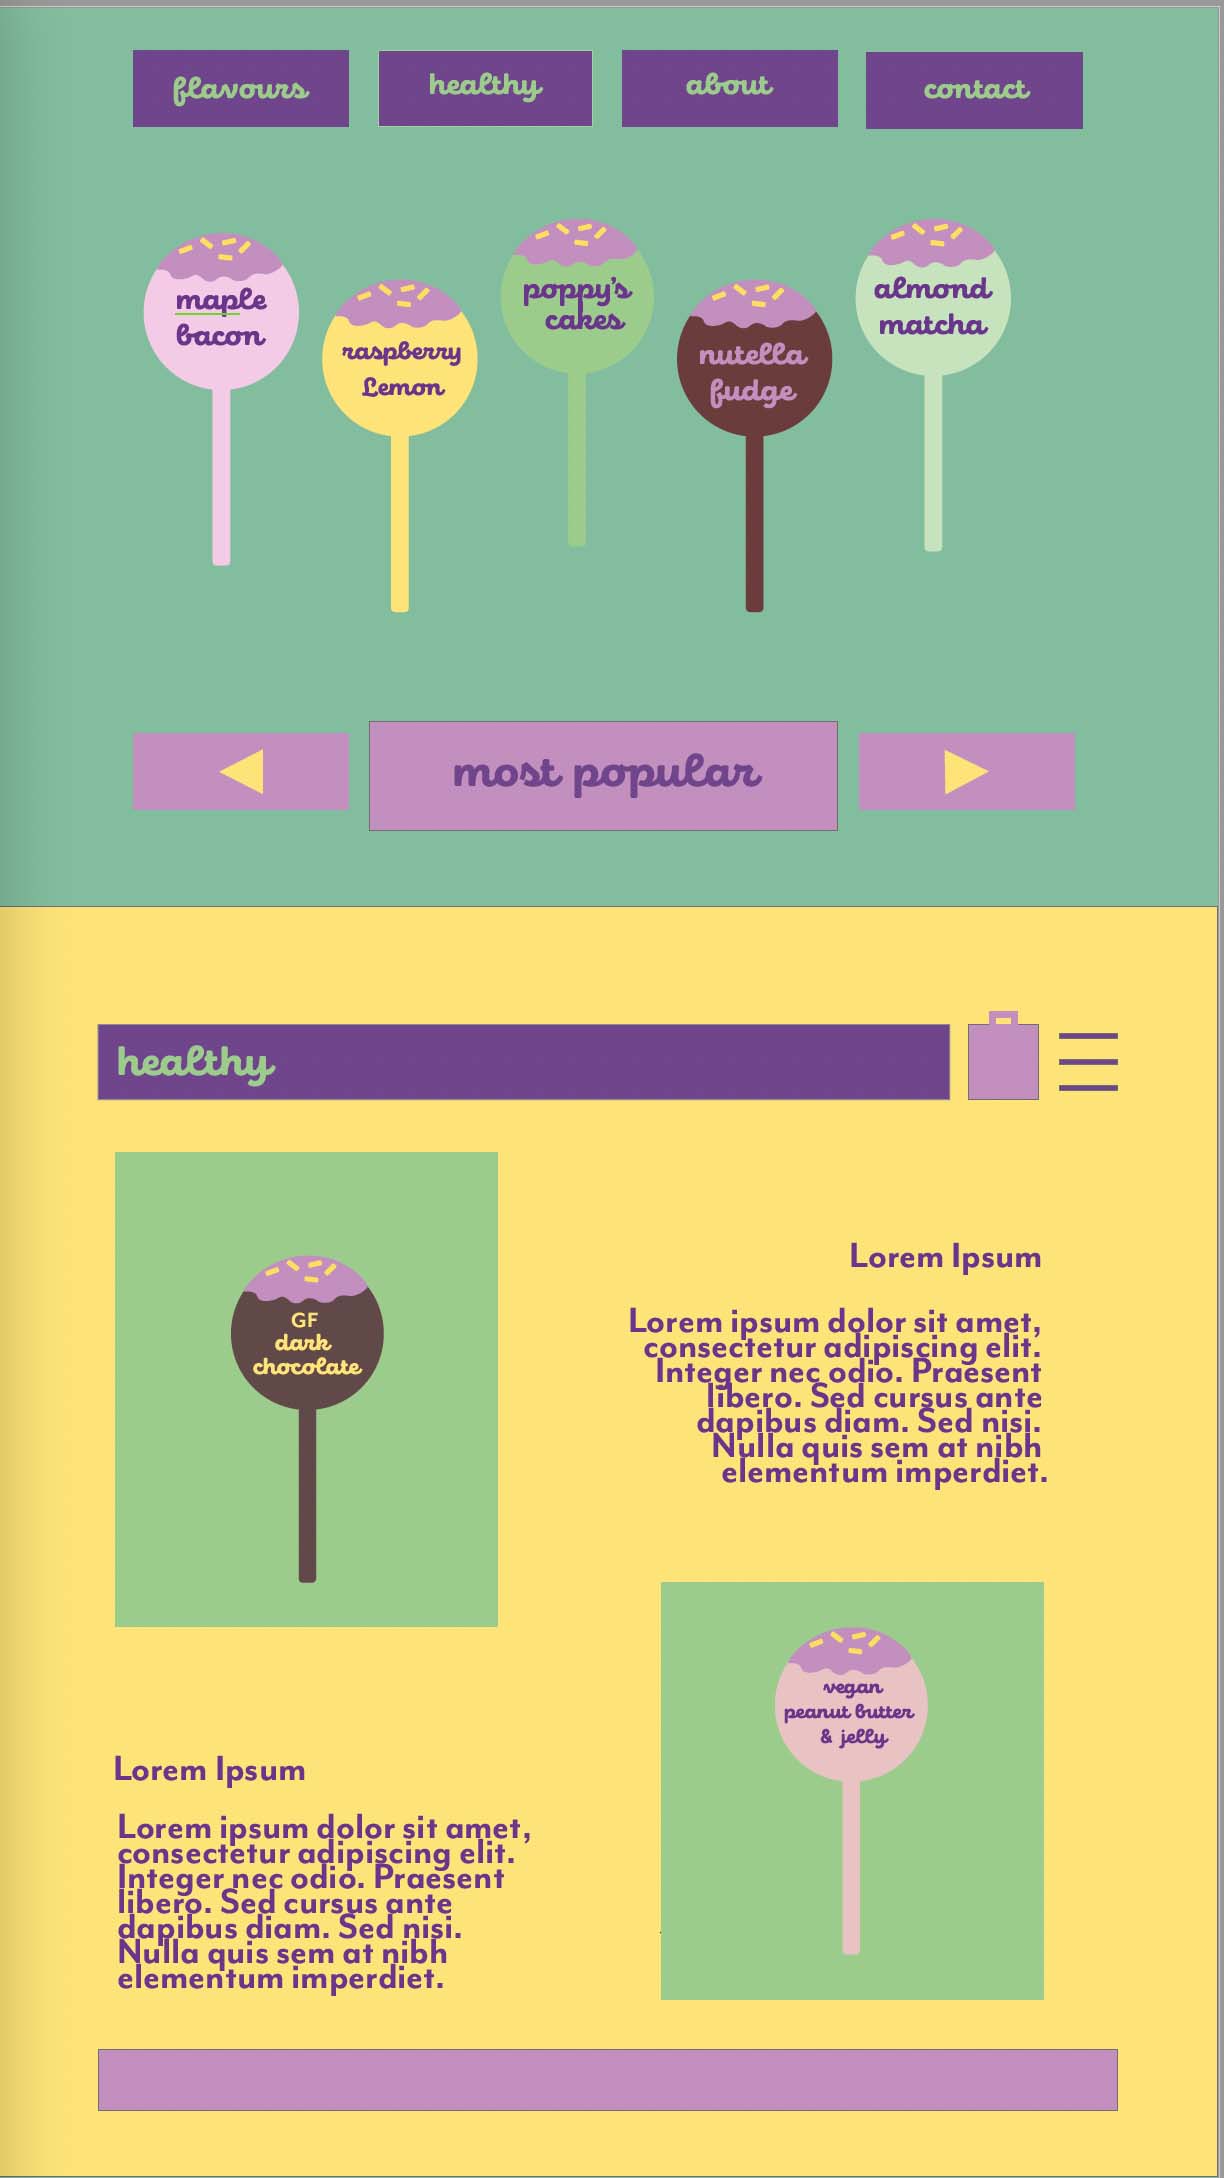 flavours
healthy
about
contact
maple
bacon
raspberry
Lemon
poppy's
cakes
nutella
fudge
almond
matcha
most popular
healthy
GF
dark
chocolate
Lorem Ipsum
Lorem ipsum dolor sit amet,
consectetur adipiscing elit.
Integer nec odio. Praesent
libero. Sed cursus ante
dapibus diam. Sed nisi.
Nulla quis sem at nibh
elementum imperdiet.
vegan
peanut butter
& jelly
Lorem Ipsum
Lorem ipsum dolor sit amet,
consectetur adipiscing elit.
Integer nec odio. Praesent
libero. Sed cursus ante
dapibus diam. Sed nisi.
Nulla quis sem at nibh
elementum imperdiet.